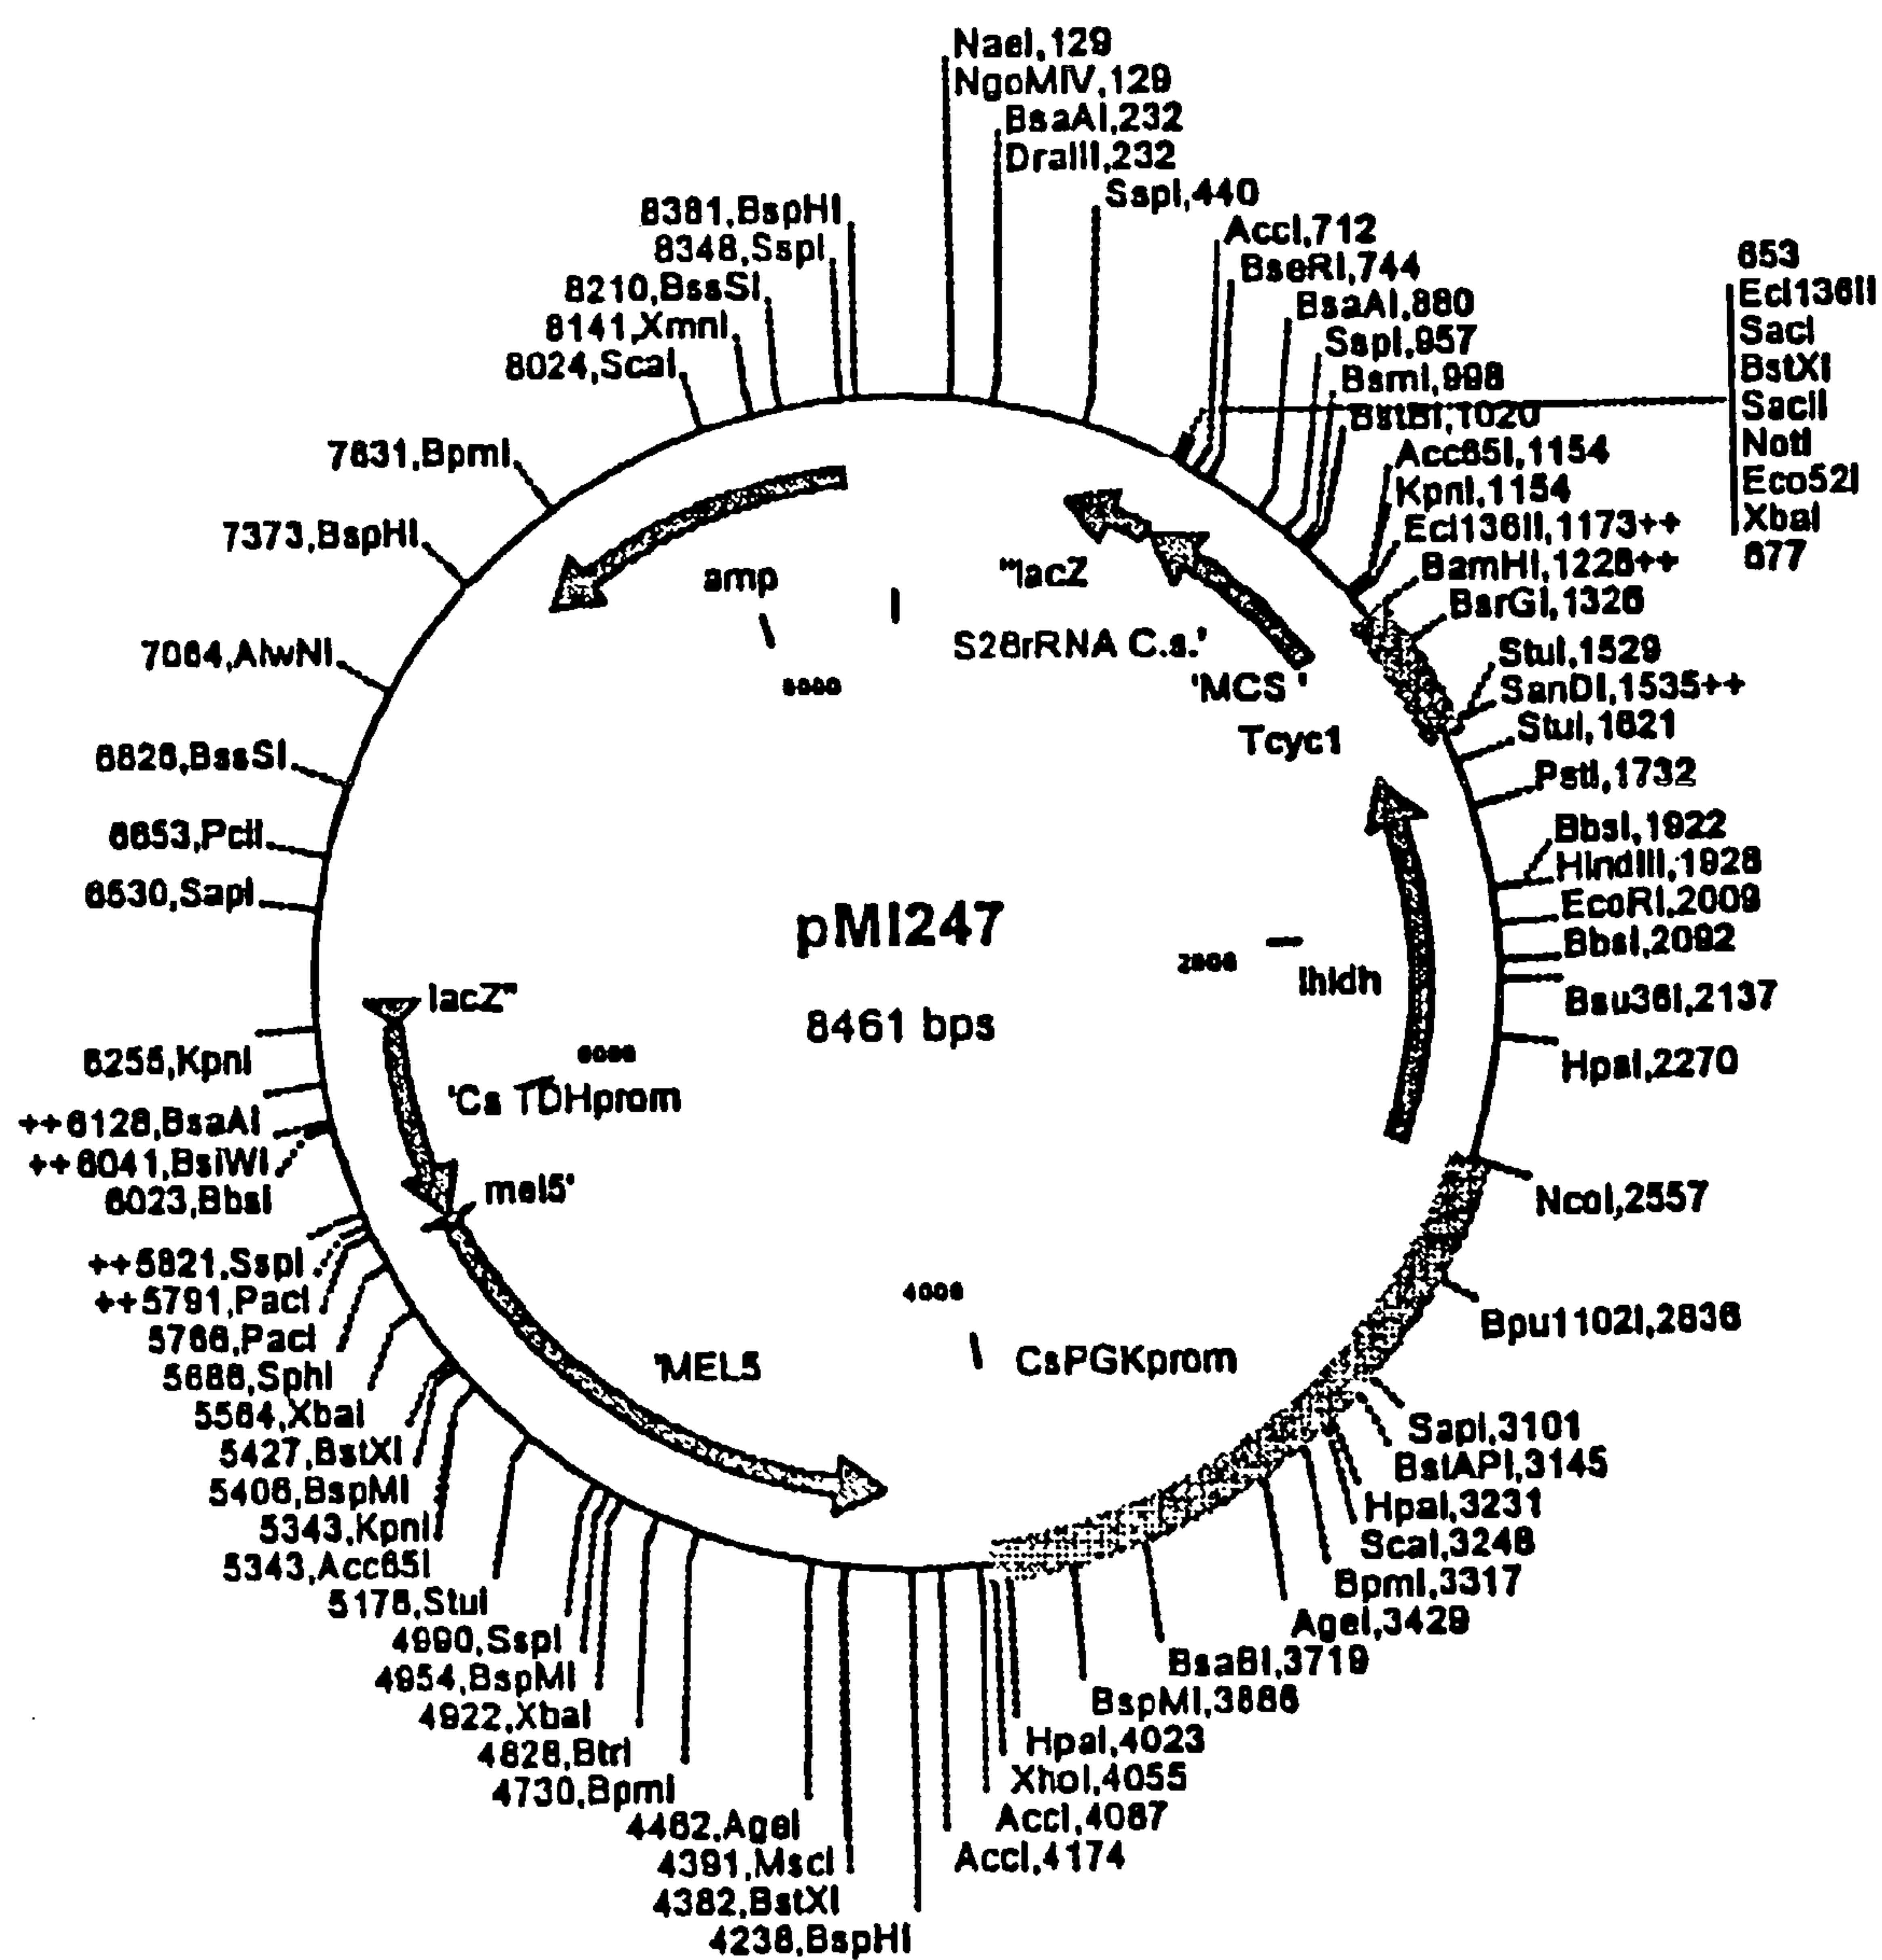 NaeI,129
NgoMIV,129
BsaAI,232
DraIII,232
SspI,440
AccI,712
BseRI,744
BsaAI,880
SspI,957
BsmI,998
BstBI,1020
Acc65I,1154
KpnI,1154
Ecl136II,1173++
BamHI,1226++
BsrGI,1326
StuI,1529
SanDI,1535++
StuI,1621
PstI,1732
BbsI,1922
HindIII,1928
EcoRI,2009
BbsI,2092
Bsu36I,2137
HpaI,2270
NcoI,2557
Bpu1102I,2836
SapI,3101
BstAPI,3145
HpaI,3231
ScaI,3248
BpmI,3317
AgeI,3429
BsaBI,3719
BspMI,3886
HpaI,4023
XhoI,4055
AccI,4087
AccI,4174
653
Ecl136II
SacI
BstXI
SacII
NotI
Eco52I
XbaI
677
8381,BspHI
8348,SspI
8210,BssSI
8141,XmnI
8024,ScaI
7631,BpmI
7373,BspHI
7064,AlwNI
6826,BssSI
6653,PciI
6530,SapI
6255,KpnI
++6128,BsaAI
++6041,BsiWI
6023,BbsI
++5821,SspI
++5791,PacI
5766,PacI
5688,SphI
5564,XbaI
5427,BstXI
5406,BspMI
5343,KpnI
5343,Acc65I
5178,StuI
4990,SspI
4954,BspMI
4922,XbaI
4828,BtrI
4730,BpmI
4462,AgeI
4391,MscI
4382,BstXI
4238,BspHI
amp
"lacZ
S28rRNA C.s.'
'MCS '
Tcyc1
8000
pMI247
8461 bps
2000
lhldh
lacZ"
6000
'Cs TDHprom
mel5'
4000
'MEL5
CsPGKprom